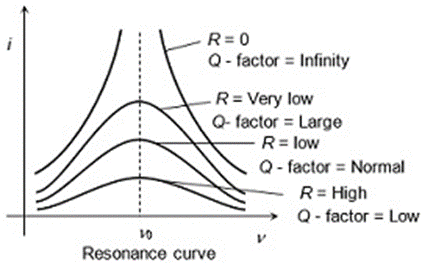 i
R = 0
Q - factor = Infinity
R = Very low
Q- factor = Large
R = low
Q - factor = Normal
R = High
Q - factor = Low
ν0
ν
Resonance curve